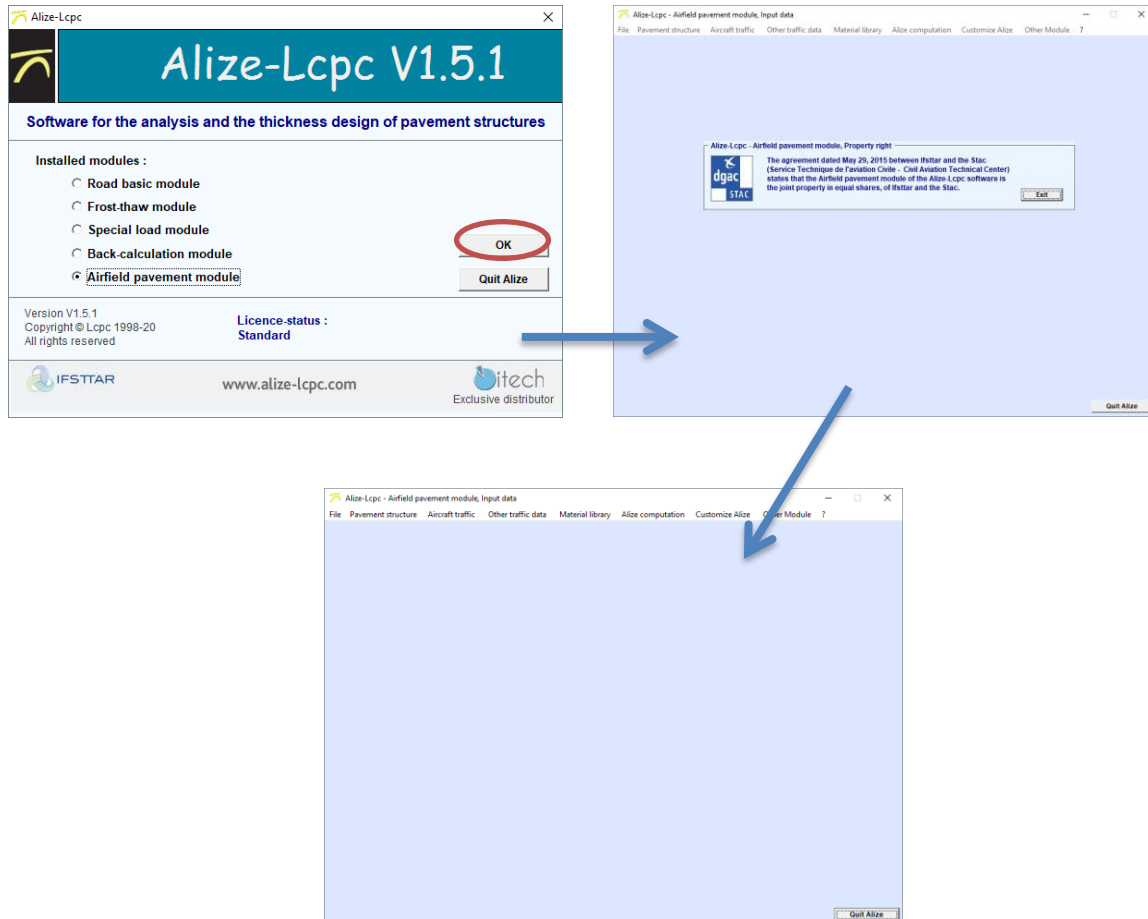 Alize-Lcpc
Alize-Lcpc V1.5.1
Software for the analysis and the thickness design of pavement structures
Installed modules :
Road basic module
Frost-thaw module
Special load module
Back-calculation module
Airfield pavement module
OK
Quit Alize
Version V1.5.1
Copyright © Lcpc 1998-20
All rights reserved
Licence-status :
Standard
IFSTTAR
www.alize-lcpc.com
itech
Exclusive distributor
Alize-Lcpc - Airfield pavement module, Input data
File Pavement structure Aircraft traffic Other traffic data Material library Alize computation Customize Alize Other Module ?
Alize-Lcpc - Airfield pavement module, Property right
dgac
STAC
The agreement dated May 29, 2015 between Ifsttar and the Stac
(Service Technique de l'aviation Civile - Civil Aviation Technical Center)
states that the Airfield pavement module of the Alize-Lcpc software is
the joint property in equal shares, of Ifsttar and the Stac.
Exit
Quit Alize
Alize-Lcpc - Airfield pavement module, Input data
File Pavement structure Aircraft traffic Other traffic data Material library Alize computation Customize Alize Other Module ?
Quit Alize